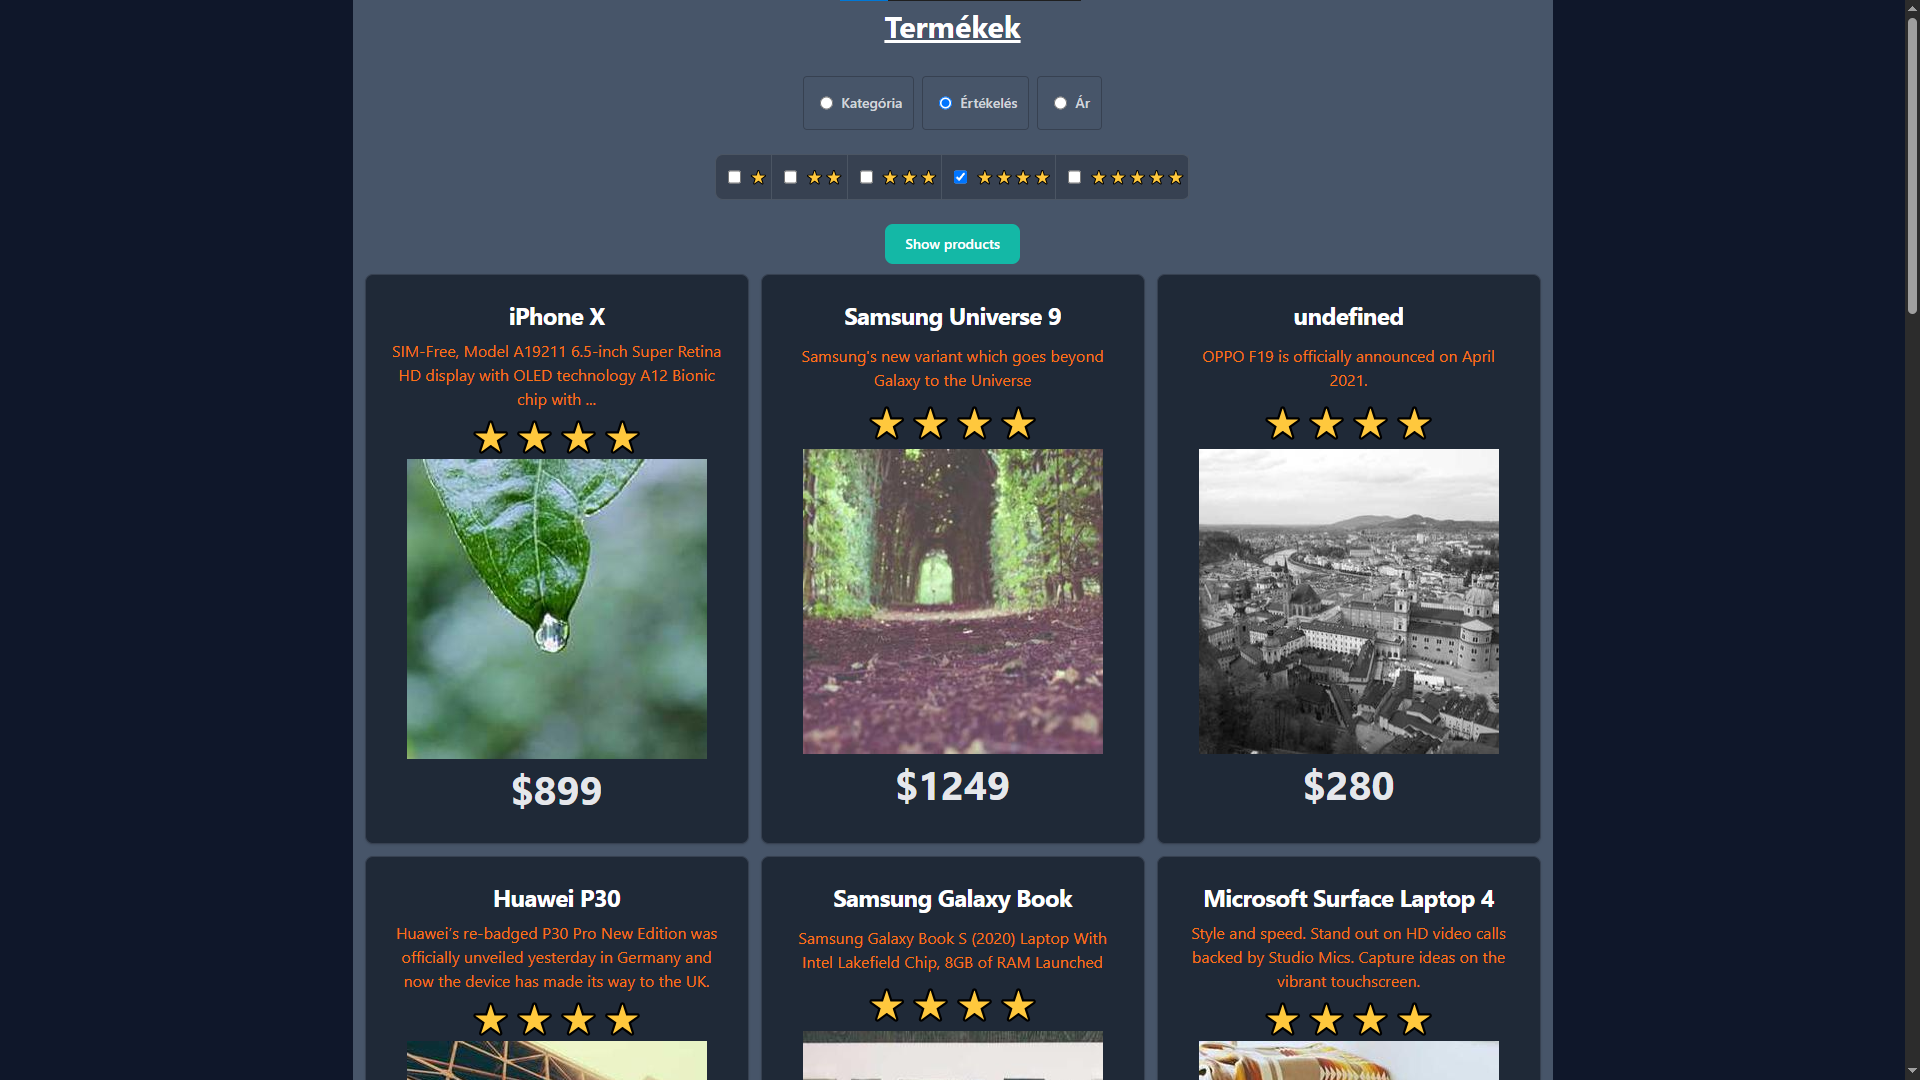 Termékek
Kategória
Értékelés
Ár
Show products
iPhone X
SIM-Free, Model A19211 6.5-inch Super Retina
HD display with OLED technology A12 Bionic
chip with ...
$899
Samsung Universe 9
Samsung's new variant which goes beyond
Galaxy to the Universe
$1249
undefined
OPPO F19 is officially announced on April
2021.
$280
Huawei P30
Huawei's re-badged P30 Pro New Edition was
officially unveiled yesterday in Germany and
now the device has made its way to the UK.
Samsung Galaxy Book
Samsung Galaxy Book S (2020) Laptop With
Intel Lakefield Chip, 8GB of RAM Launched
Microsoft Surface Laptop 4
Style and speed. Stand out on HD video calls
backed by Studio Mics. Capture ideas on the
vibrant touchscreen.